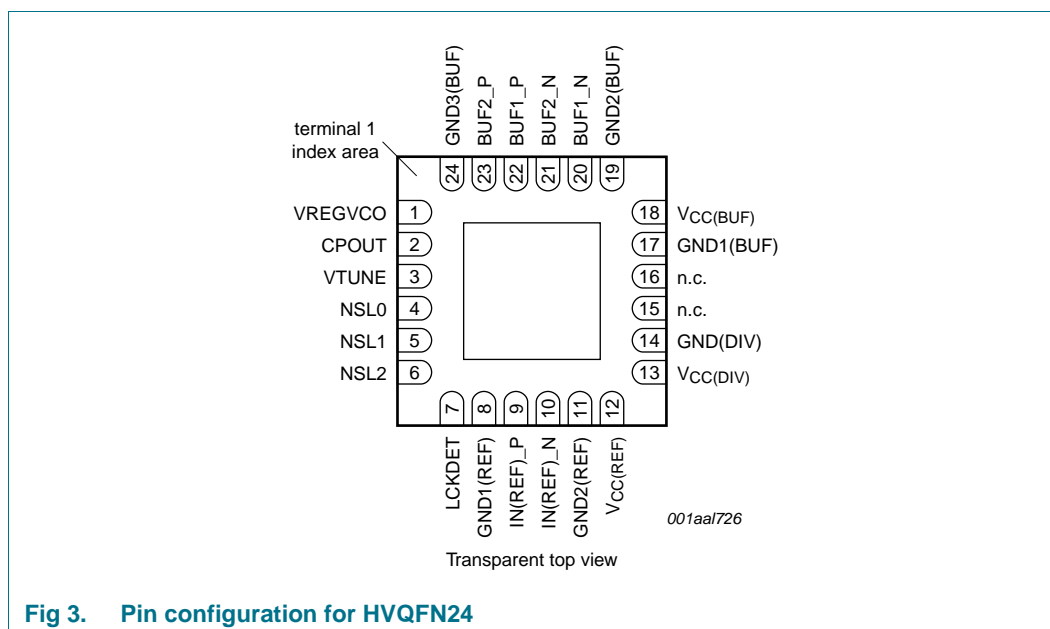 GND3(BUF)
BUF2_P
BUF1_P
BUF2_N
BUF1_N
GND2(BUF)
terminal 1
index area
24
23
22
21
20
19
VREGVCO 1
18 VCC(BUF)
CPOUT 2
17 GND1(BUF)
VTUNE 3
16 n.c.
NSL0 4
15 n.c.
NSL1 5
14 GND(DIV)
NSL2 6
13 VCC(DIV)
7
8
9
10
11
12
LCKDET
GND1(REF)
IN(REF)_P
IN(REF)_N
GND2(REF)
VCC(REF)
001aal726
Transparent top view
Fig 3. Pin configuration for HVQFN24